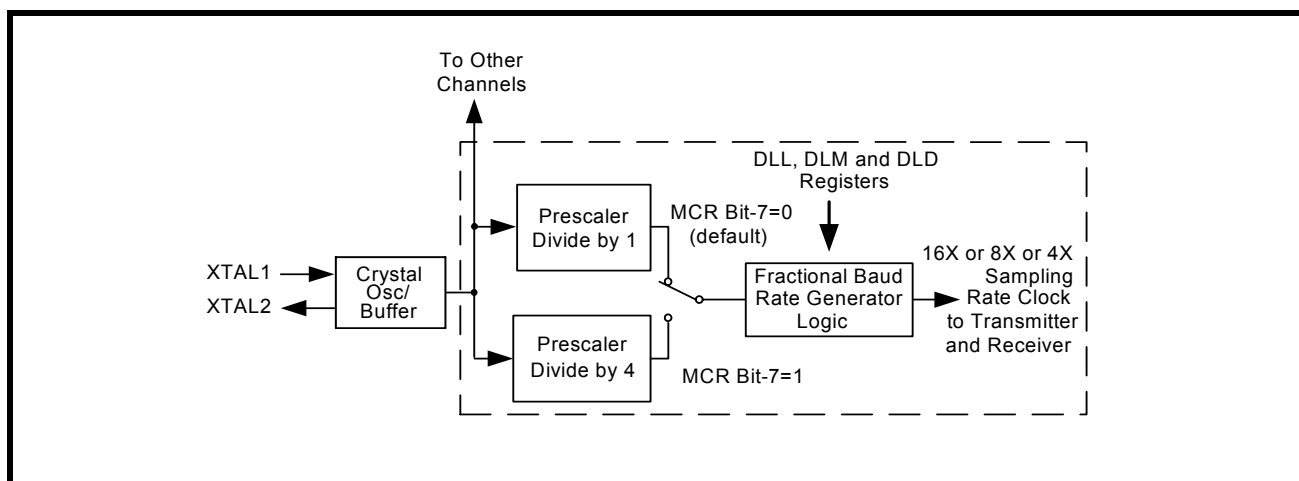 To Other
Channels
DLL, DLM and DLD
Registers
Prescaler
Divide by 1
MCR Bit-7=0
(default)
XTAL1
XTAL2
Crystal
Osc/
Buffer
Fractional Baud
Rate Generator
Logic
16X or 8X or 4X
Sampling
Rate Clock
to Transmitter
and Receiver
Prescaler
Divide by 4
MCR Bit-7=1